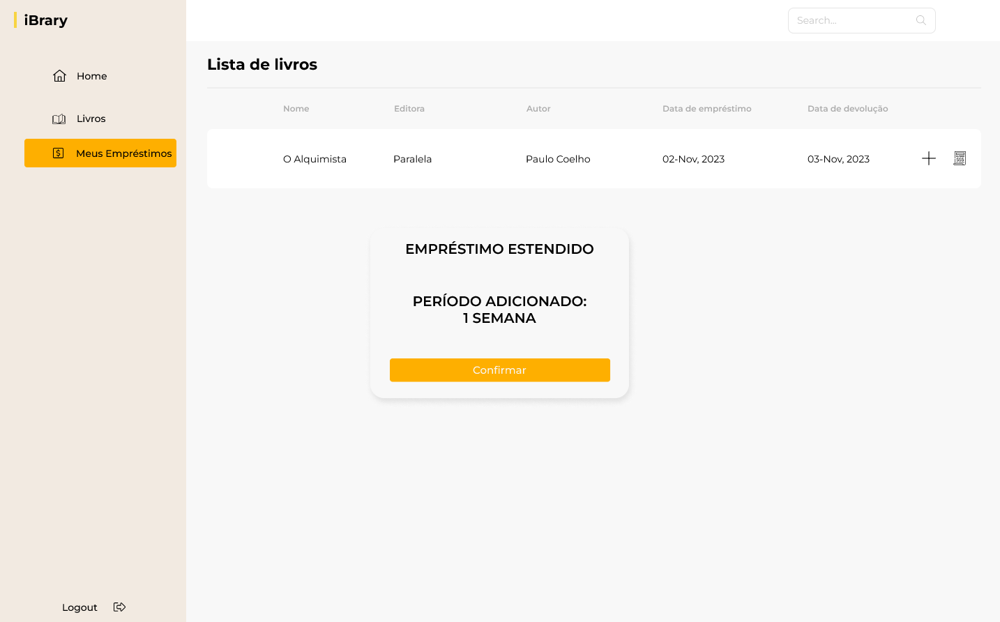 iBrary
Search...
Home
Livros
Meus Empréstimos
Logout
Lista de livros
Nome Editora Autor Data de empréstimo Data de devolução
O Alquimista Paralela Paulo Coelho 02-Nov, 2023 03-Nov, 2023
EMPRÉSTIMO ESTENDIDO
PERÍODO ADICIONADO:
1 SEMANA
Confirmar